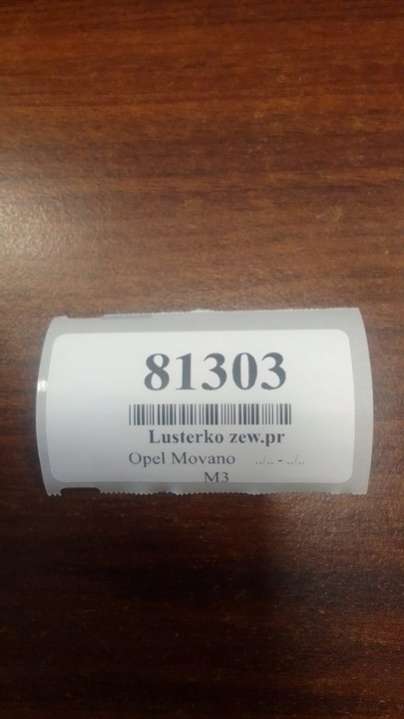 81303
Lusterko zew.pr
Opel Movano ../.. - ../..
M3